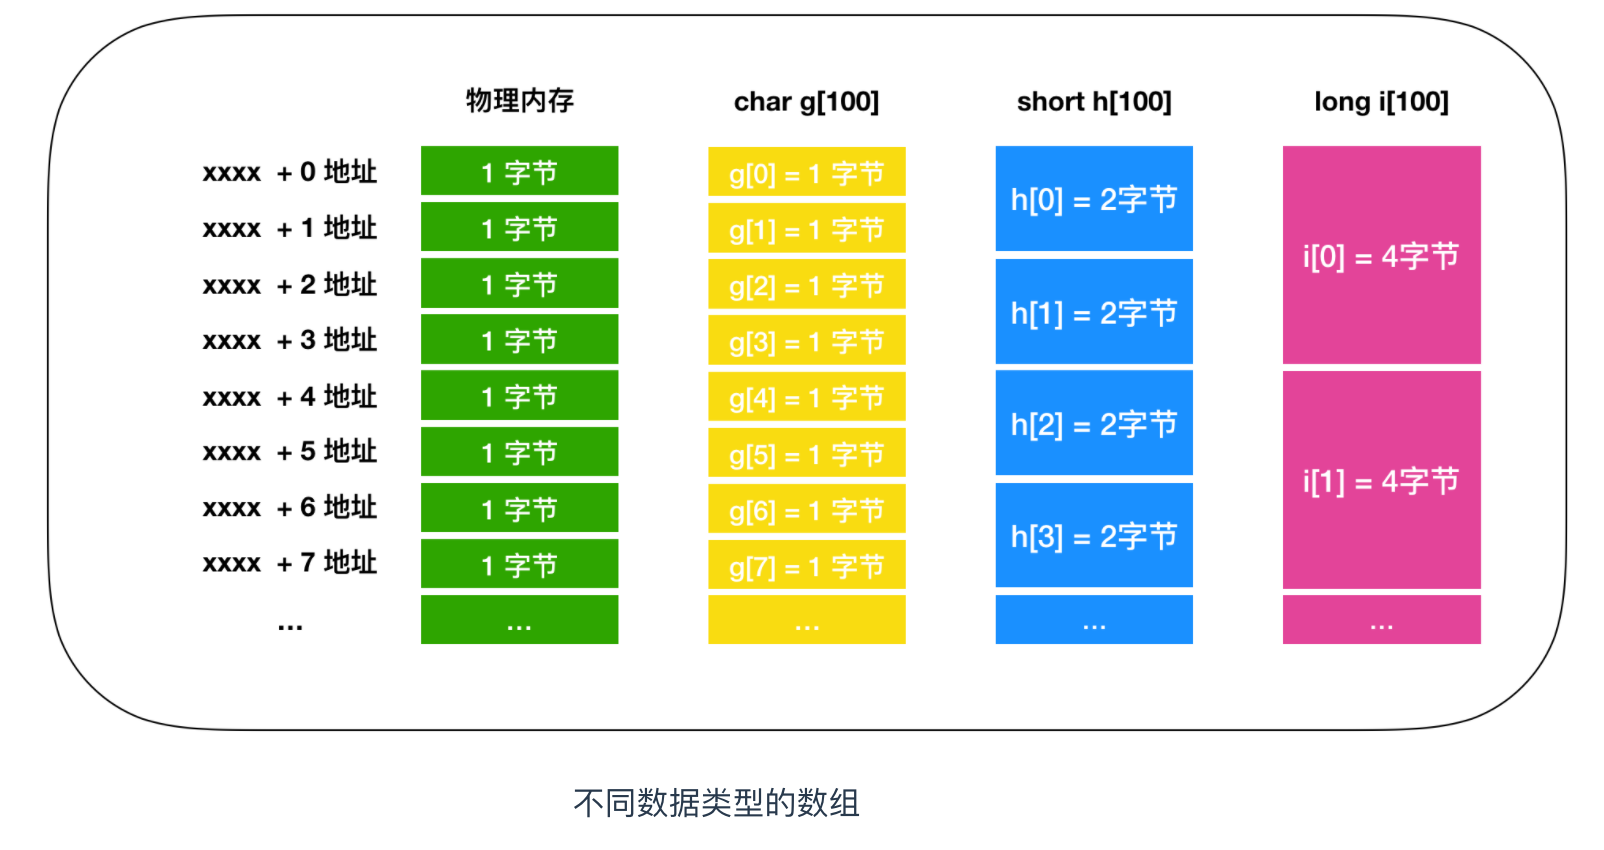 物理内存 char g[100] short h[100] long i[100]
xxxx + 0 地址 1 字节 g[0] = 1 字节 h[0] = 2字节 i[0] = 4字节
xxxx + 1 地址 1 字节 g[1] = 1 字节
xxxx + 2 地址 1 字节 g[2] = 1 字节 h[1] = 2字节
xxxx + 3 地址 1 字节 g[3] = 1 字节
xxxx + 4 地址 1 字节 g[4] = 1 字节 h[2] = 2字节 i[1] = 4字节
xxxx + 5 地址 1 字节 g[5] = 1 字节
xxxx + 6 地址 1 字节 g[6] = 1 字节 h[3] = 2字节
xxxx + 7 地址 1 字节 g[7] = 1 字节
... ... ... ... ...
不同数据类型的数组